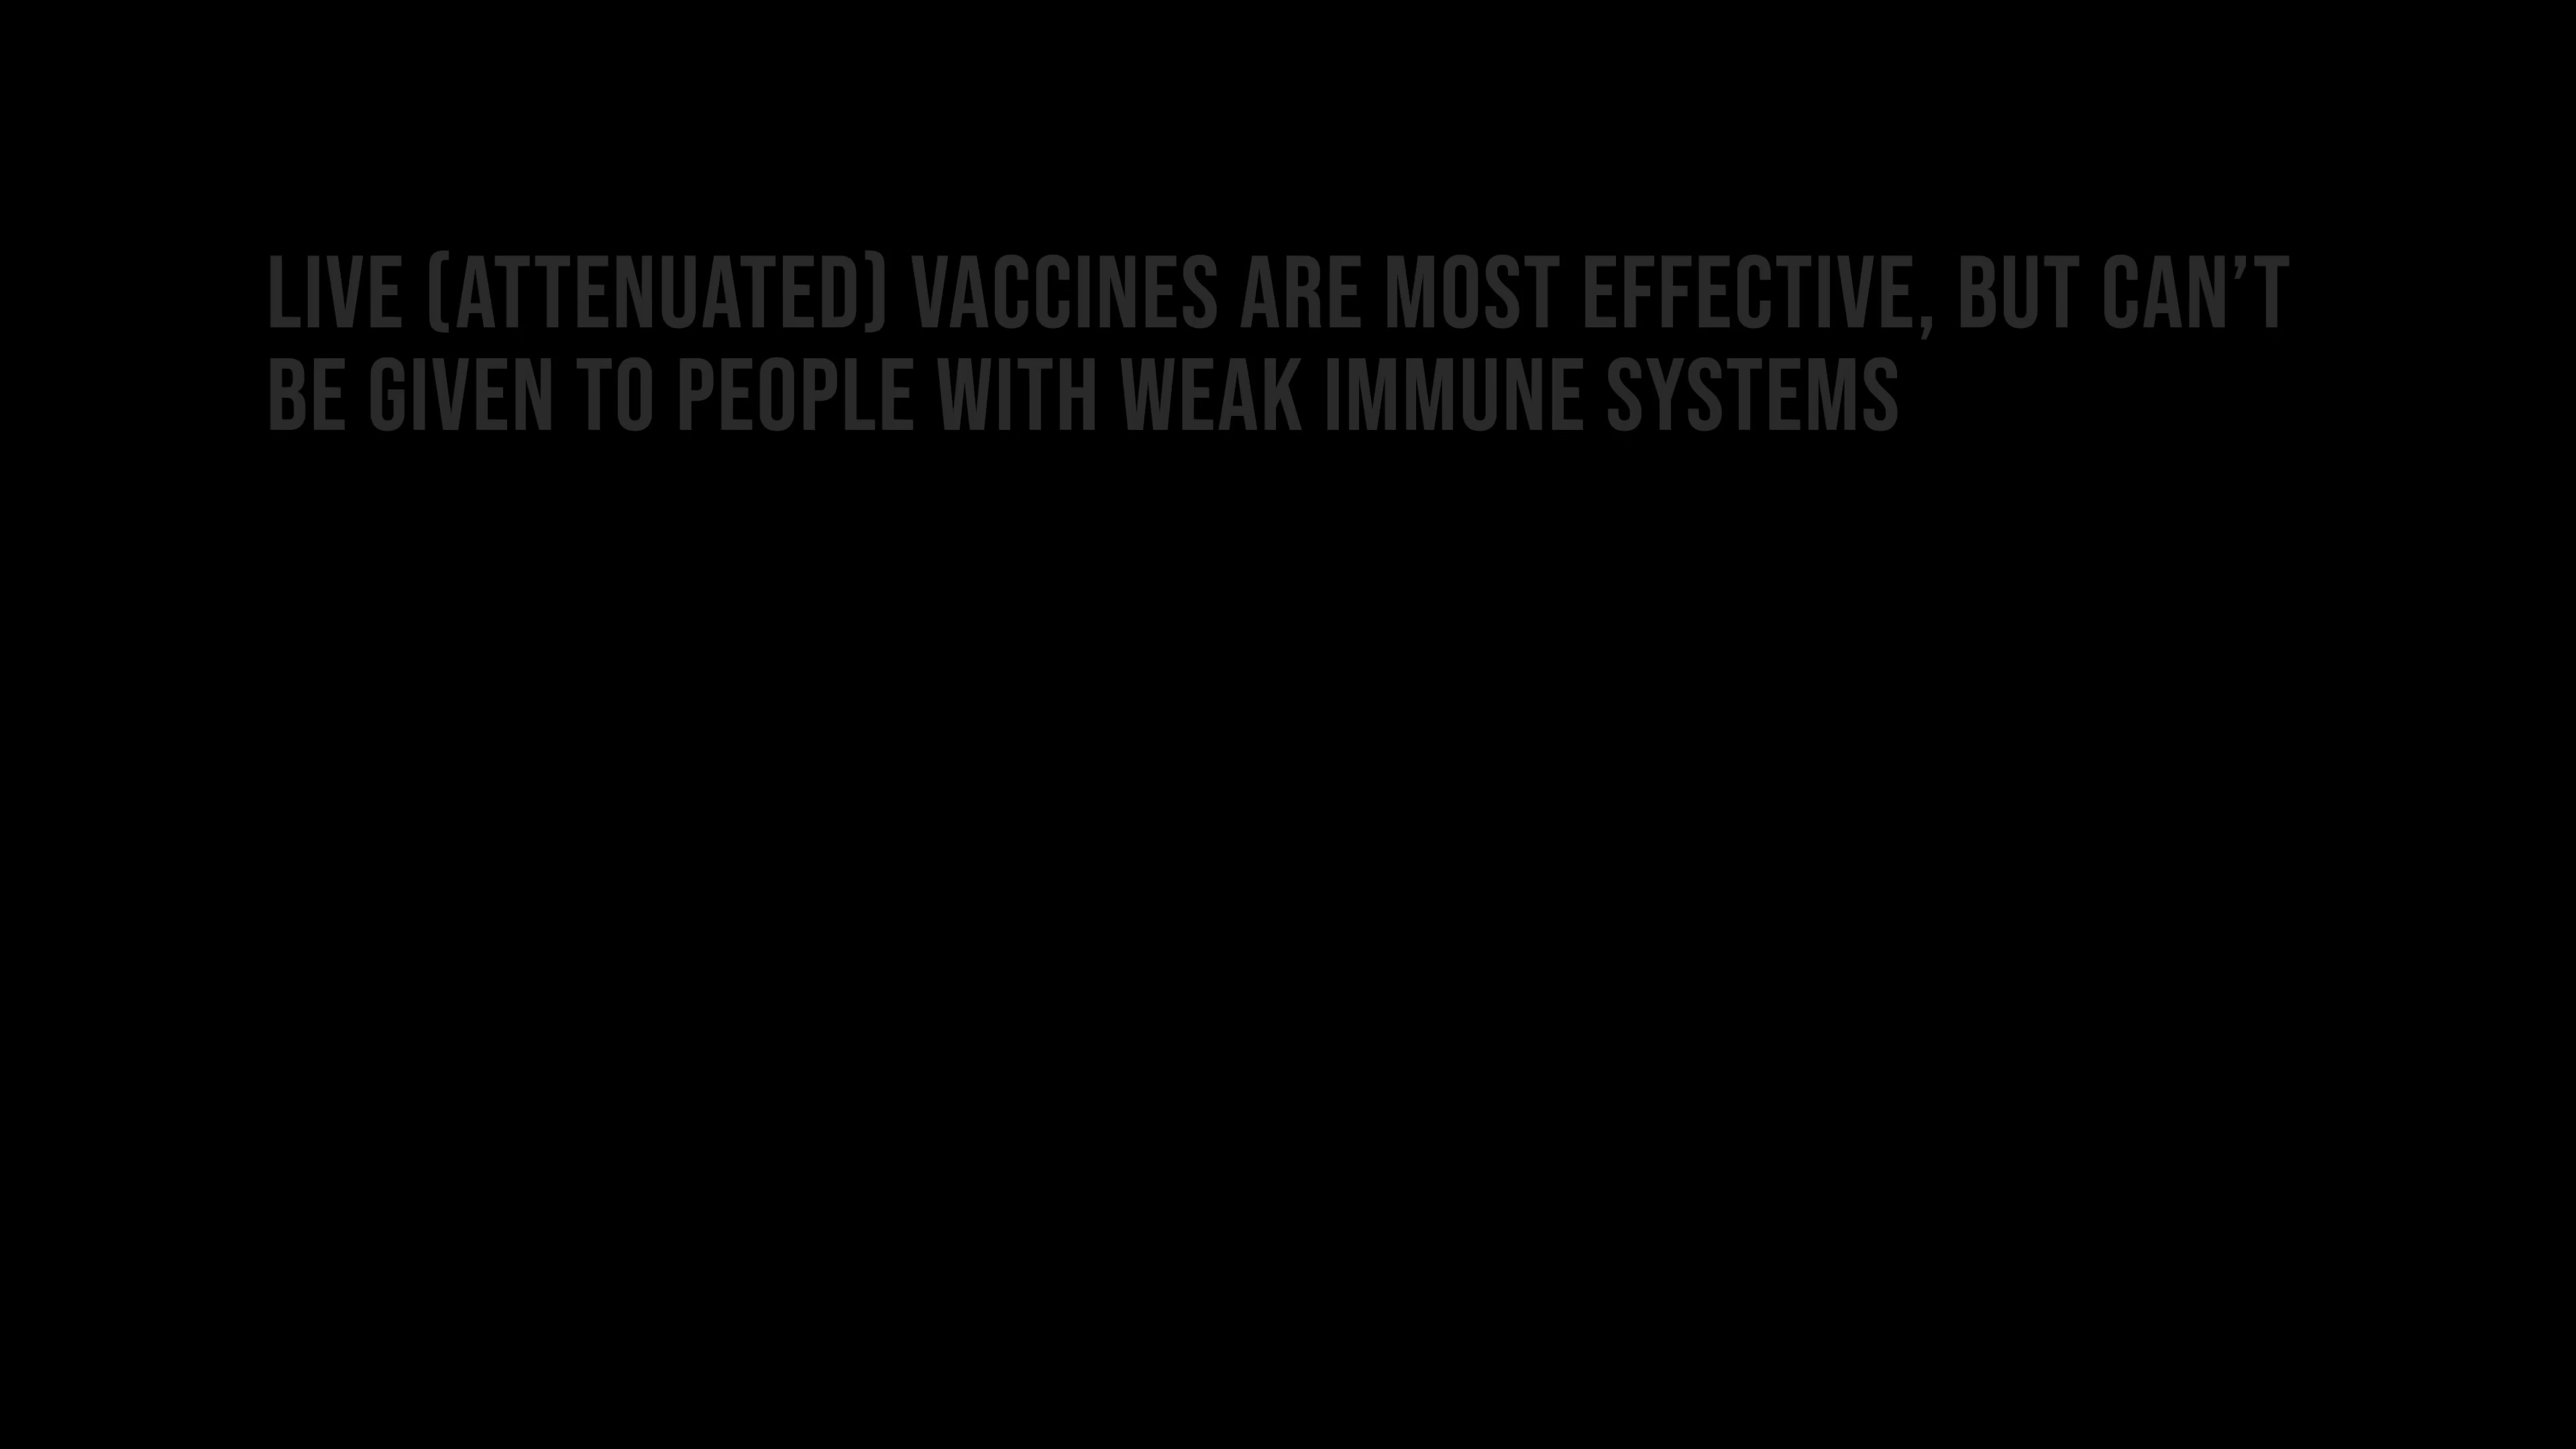 LIVE (ATTENUATED) VACCINES ARE MOST EFFECTIVE, BUT CAN’T
BE GIVEN TO PEOPLE WITH WEAK IMMUNE SYSTEMS